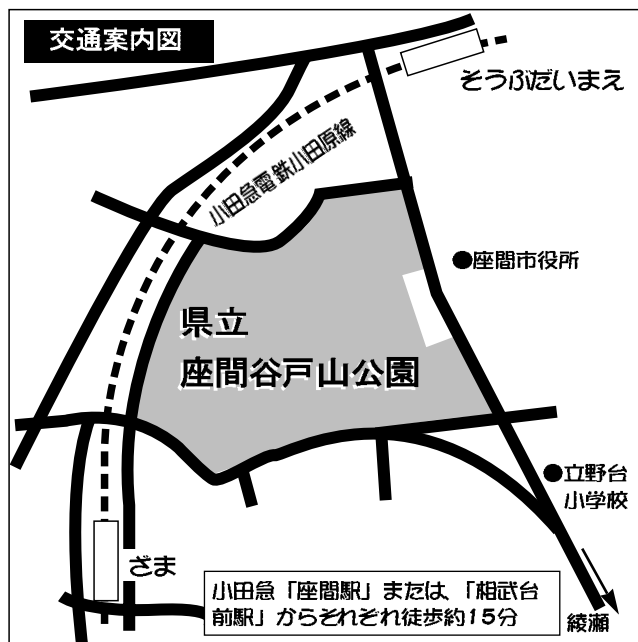 交通案内図
そうぶだいまえ
小田急電鉄小田原線
●座間市役所
県立
座間谷戸山公園
●立野台
小学校
ざま
小田急「座間駅」または、「相武台
前駅」からそれぞれ徒歩約15分
綾瀬